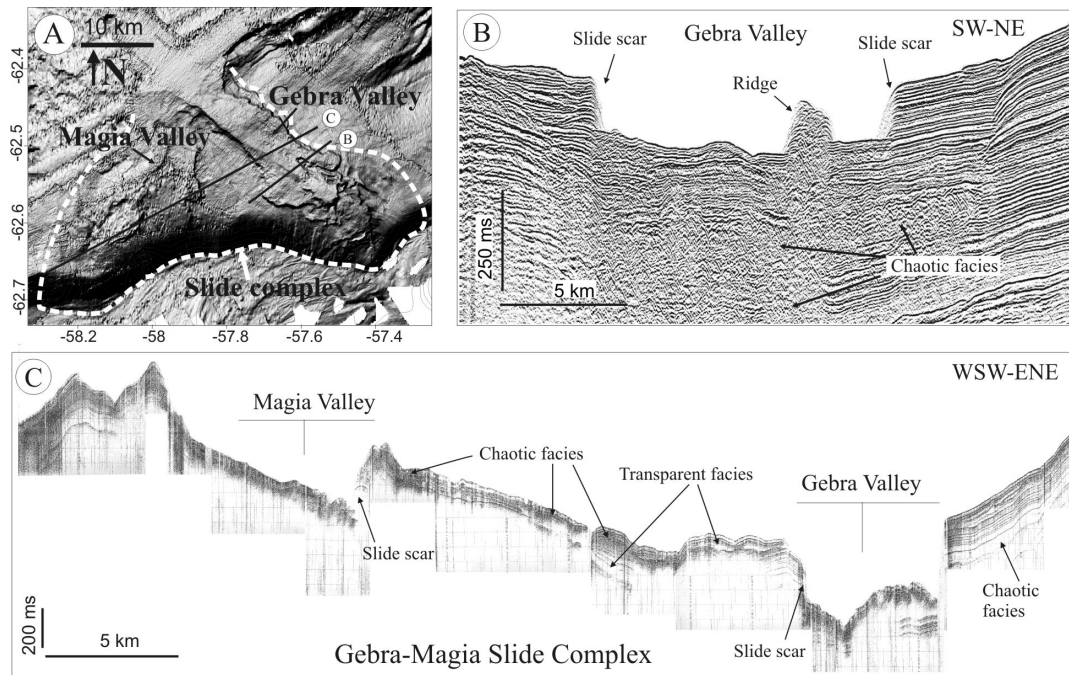 A
10 km
N
-62.4
-62.5
-62.6
-62.7
Gebra Valley
Magia Valley
C
B
Slide complex
-58.2 -58 -57.8 -57.6 -57.4
B
Slide scar
Gebra Valley
Slide scar
SW-NE
Ridge
Chaotic facies
250 ms
5 km
C
WSW-ENE
Magia Valley
Chaotic facies
Transparent facies
Gebra Valley
Slide scar
Chaotic
facies
Slide scar
200 ms
5 km
Gebra-Magia Slide Complex